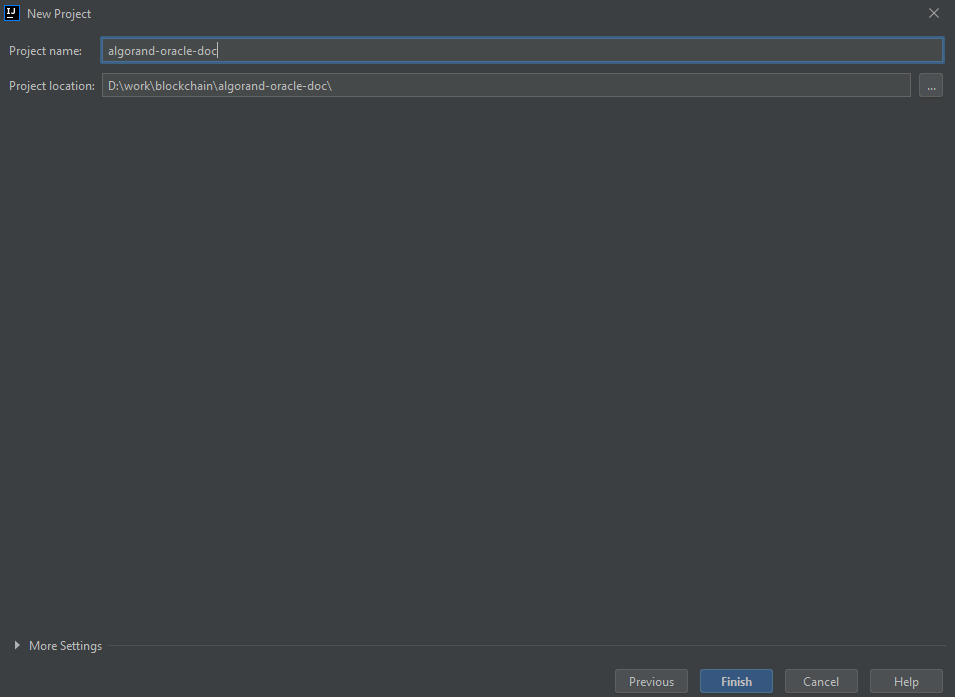 IJ New Project
Project name: algorand-oracle-doc
Project location: D:\work\blockchain\algorand-oracle-doc\ ...
More Settings
Previous Finish Cancel Help